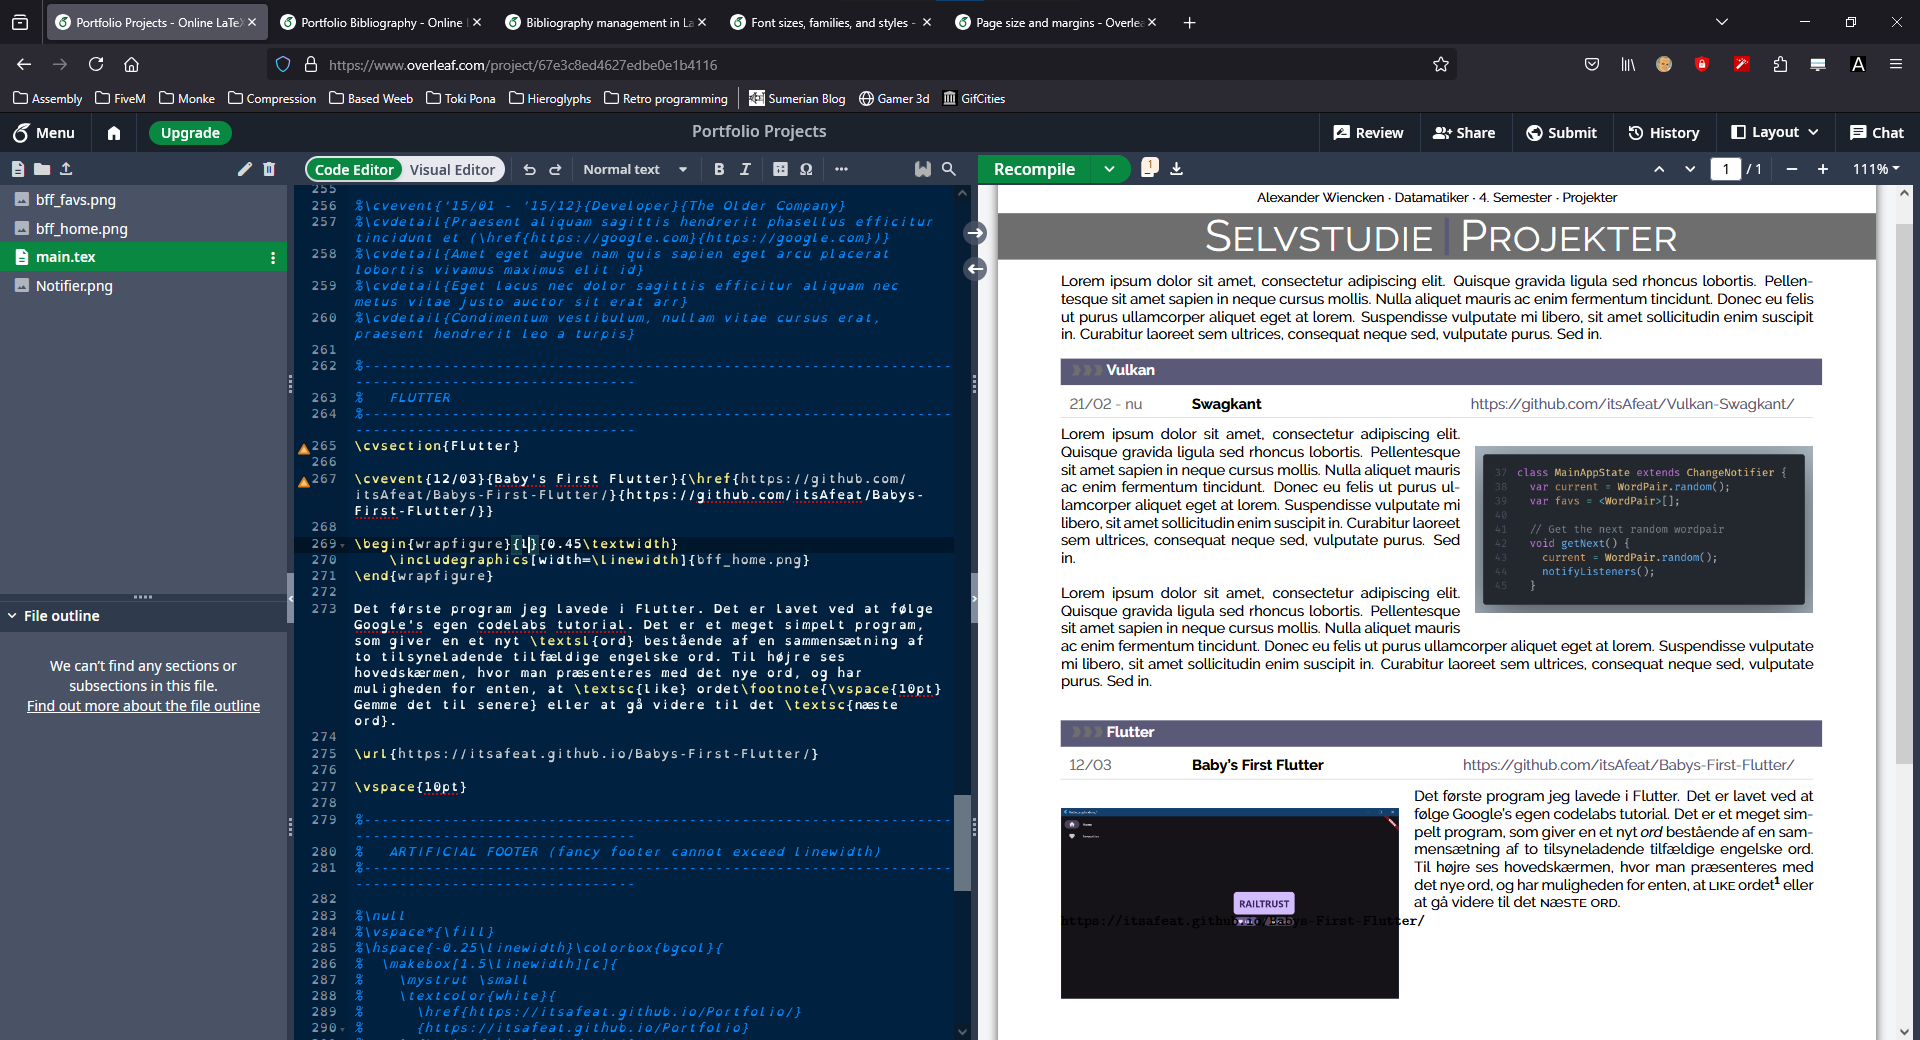 Portfolio Projects - Online LaTe
Portfolio Bibliography - Online
Bibliography management in La
Font sizes, families, and styles -
Page size and margins - Overlea
https://www.overleaf.com/project/67e3c8ed4627edbe0e1b4116
Assembly FiveM Monke Compression Based Weeb Toki Pona Hieroglyphs Retro programming Sumerian Blog Gamer 3d GifCities
Menu Upgrade Portfolio Projects Review Share Submit History Layout Chat
Code Editor Visual Editor Normal text B I Ω Recompile 1 1 / 1 111%
bff_favs.png
bff_home.png
main.tex
Notifier.png
File outline
We can't find any sections or
subsections in this file.
Find out more about the file outline
255
256 %\cvevent{'15/01 - '15/12}{Developer}{The Older Company}
257 %\cvdetail{Praesent aliquam sagittis hendrerit phasellus efficitur
tincidunt et (\href{https://google.com}{https://google.com})}
258 %\cvdetail{Amet eget augue nam quis sapien eget arcu placerat
lobortis vivamus maximus elit id}
259 %\cvdetail{Eget lacus nec dolor sagittis efficitur aliquam nec
metus vitae justo auctor sit erat arr}
260 %\cvdetail{Condimentum vestibulum, nullam vitae cursus erat,
praesent hendrerit leo a turpis}
261
262 %--------------------------------------------------------------------
--------------------------------
263 % FLUTTER
264 %--------------------------------------------------------------------
--------------------------------
265 \cvsection{Flutter}
266
267 \cvevent{12/03}{Baby's First Flutter}{\href{https://github.com/
itsAfeat/Babys-First-Flutter/}{https://github.com/itsAfeat/Babys-
First-Flutter/}}
268
269 \begin{wrapfigure}{l}{0.45\textwidth}
270 \includegraphics[width=\linewidth]{bff_home.png}
271 \end{wrapfigure}
272
273 Det første program jeg lavede i Flutter. Det er lavet ved at følge
Google's egen codelabs tutorial. Det er et meget simpelt program,
som giver en et nyt \textsl{ord} bestående af en sammensætning af
to tilsyneladende tilfældige engelske ord. Til højre ses
hovedskærmen, hvor man præsenteres med det nye ord, og har
muligheden for enten, at \textsc{like} ordet\footnote{\vspace{10pt}
Gemme det til senere} eller at gå videre til det \textsc{næste
ord}.
274
275 \url{https://itsafeat.github.io/Babys-First-Flutter/}
276
277 \vspace{10pt}
278
279 %--------------------------------------------------------------------
--------------------------------
280 % ARTIFICIAL FOOTER (fancy footer cannot exceed linewidth)
281 %--------------------------------------------------------------------
--------------------------------
282
283 %\null
284 %\vspace*{\fill}
285 %\hspace{-0.25\linewidth}\colorbox{bgcol}{
286 % \makebox[1.5\linewidth][c]{
287 % \mystrut \small
288 % \textcolor{white}{
289 % \href{https://itsafeat.github.io/Portfolio/}
290 % {https://itsafeat.github.io/Portfolio}
Alexander Wiencken · Datamatiker · 4. Semester · Projekter
SELVSTUDIE | PROJEKTER
Lorem ipsum dolor sit amet, consectetur adipiscing elit. Quisque gravida ligula sed rhoncus lobortis. Pellen-
tesque sit amet sapien in neque cursus mollis. Nulla aliquet mauris ac enim fermentum tincidunt. Donec eu felis
ut purus ullamcorper aliquet eget at lorem. Suspendisse vulputate mi libero, sit amet sollicitudin enim suscipit
in. Curabitur laoreet sem ultrices, consequat neque sed, vulputate purus. Sed in.
Vulkan
21/02 - nu Swagkant https://github.com/itsAfeat/Vulkan-Swagkant/
Lorem ipsum dolor sit amet, consectetur adipiscing elit.
Quisque gravida ligula sed rhoncus lobortis. Pellentesque
sit amet sapien in neque cursus mollis. Nulla aliquet mauris
ac enim fermentum tincidunt. Donec eu felis ut purus ul-
lamcorper aliquet eget at lorem. Suspendisse vulputate mi
libero, sit amet sollicitudin enim suscipit in. Curabitur laoreet
sem ultrices, consequat neque sed, vulputate purus. Sed
in.
37 class MainAppState extends ChangeNotifier {
38 var current = WordPair.random();
39 var favs = <WordPair>[];
40
41 // Get the next random wordpair
42 void getNext() {
43 current = WordPair.random();
44 notifyListeners();
45 }
Lorem ipsum dolor sit amet, consectetur adipiscing elit.
Quisque gravida ligula sed rhoncus lobortis. Pellentesque
sit amet sapien in neque cursus mollis. Nulla aliquet mauris
ac enim fermentum tincidunt. Donec eu felis ut purus ullamcorper aliquet eget at lorem. Suspendisse vulputate
mi libero, sit amet sollicitudin enim suscipit in. Curabitur laoreet sem ultrices, consequat neque sed, vulputate
purus. Sed in.
Flutter
12/03 Baby's First Flutter https://github.com/itsAfeat/Babys-First-Flutter/
Det første program jeg lavede i Flutter. Det er lavet ved at
følge Google's egen codelabs tutorial. Det er et meget sim-
pelt program, som giver en et nyt ord bestående af en sam-
mensætning af to tilsyneladende tilfældige engelske ord.
Til højre ses hovedskærmen, hvor man præsenteres med
det nye ord, og har muligheden for enten, at LIKE ordet¹ eller
at gå videre til det NÆSTE ORD.
RAILTRUST
https://itsafeat.github.io/Babys-First-Flutter/